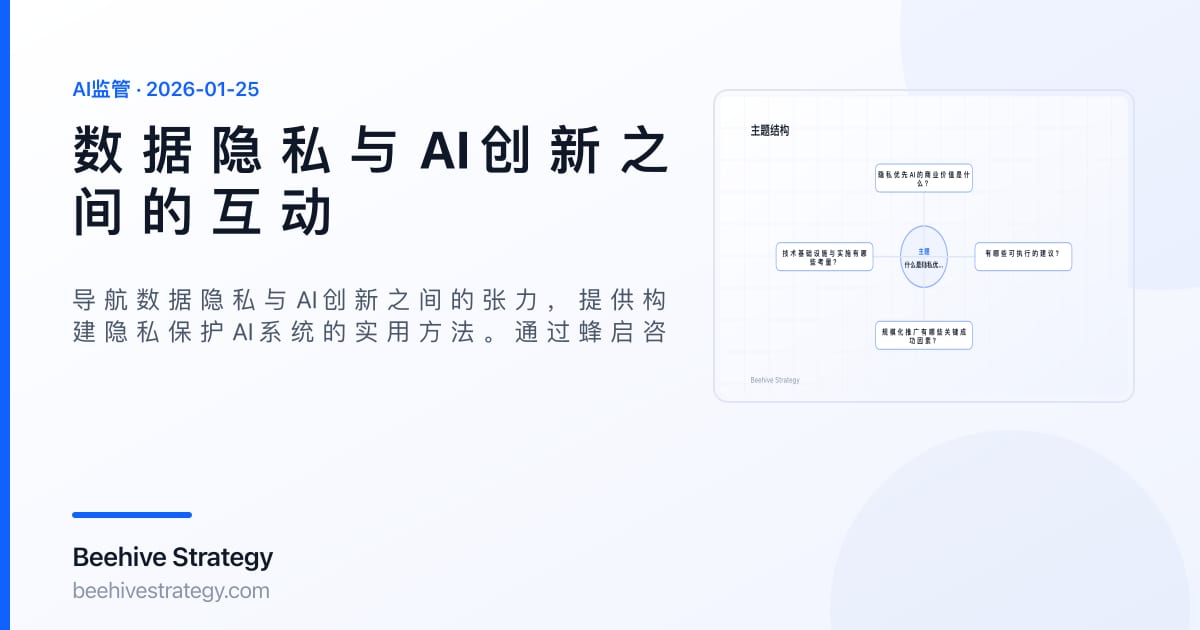 AI监管 · 2026-01-25
数据隐私与AI创新之
间的互动
导航数据隐私与AI创新之间的张力，提供构
建隐私保护AI系统的实用方法。通过蜂启咨
主题结构
隐私优先AI的商业价值是什
么？
技术基础设施与实施有哪
些考量？
主题
什么是隐私优...
有哪些可执行的建议？
规模化推广有哪些关键成
功因素？
Beehive Strategy
Beehive Strategy
beehivestrategy.com